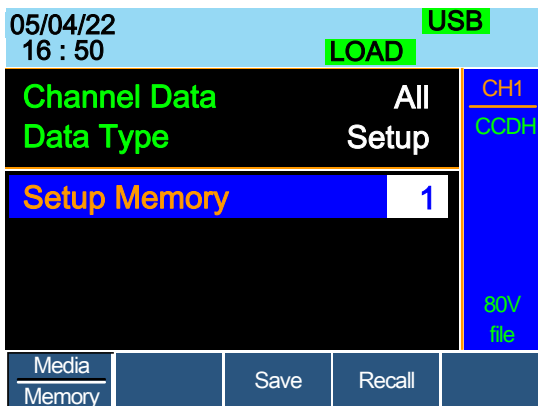 05/04/22 USB
16 : 50 LOAD
Channel Data All
Data Type Setup
Setup Memory 1
CH1
CCDH
80V
file
Media
Memory
Save
Recall